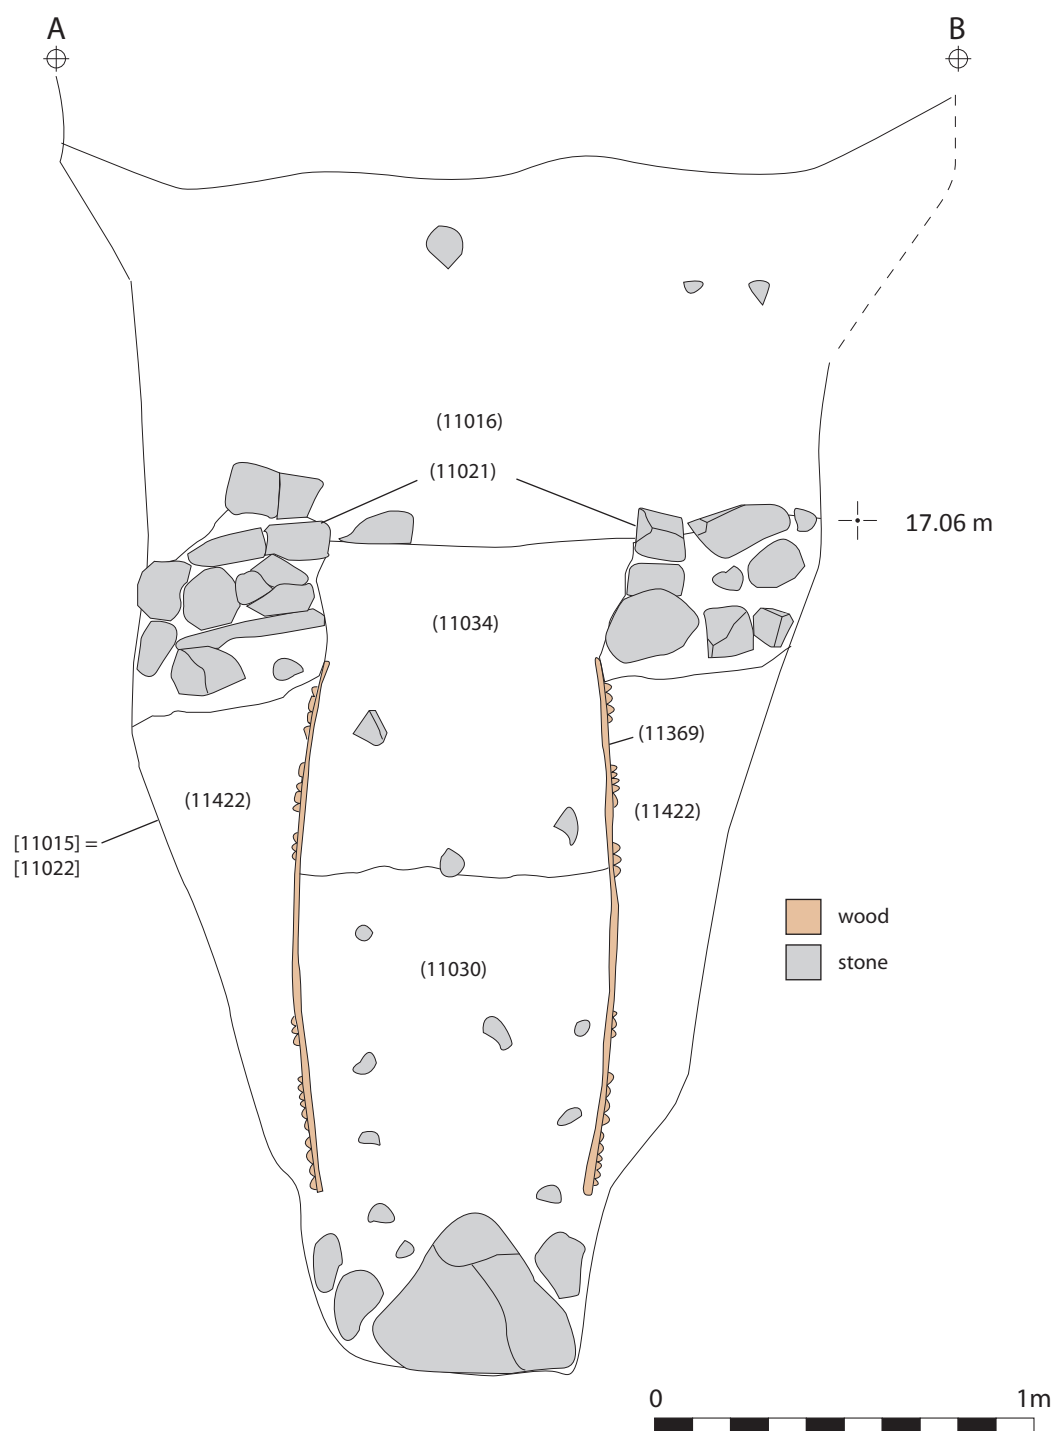 A
B
(11016)
(11021)
17.06 m
(11034)
(11369)
(11422)
(11422)
[11015] =
[11022]
wood
stone
(11030)
0
1m